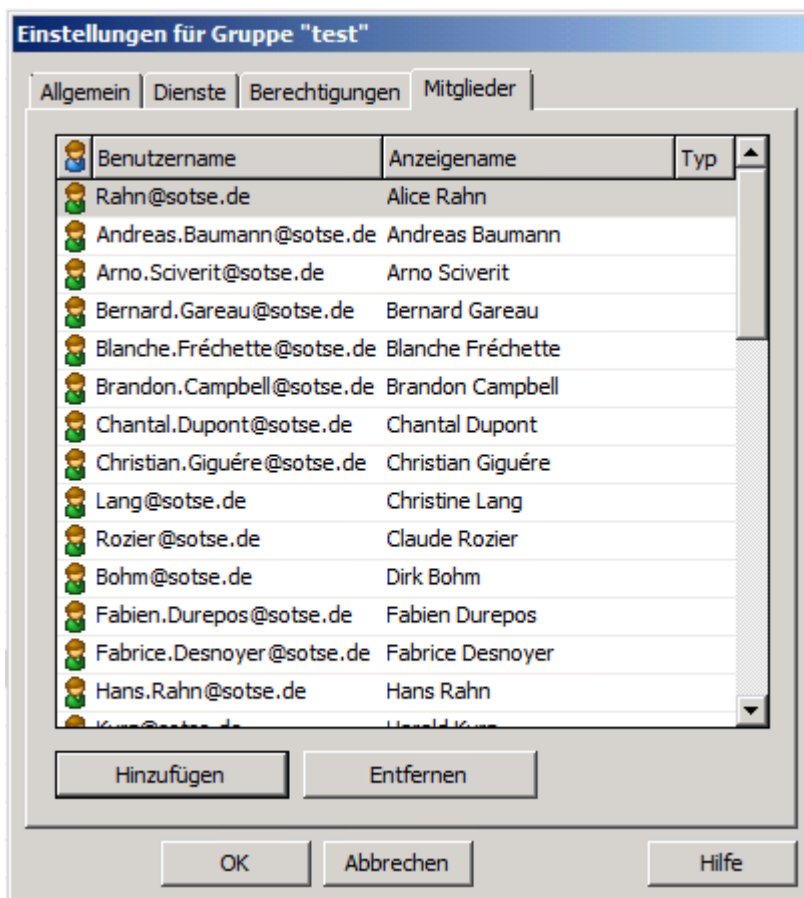 Einstellungen für Gruppe "test"
Allgemein Dienste Berechtigungen Mitglieder
Benutzername Anzeigename Typ
Rahn@sotse.de Alice Rahn
Andreas.Baumann@sotse.de Andreas Baumann
Arno.Sciverit@sotse.de Arno Sciverit
Bernard.Gareau@sotse.de Bernard Gareau
Blanche.Fréchette@sotse.de Blanche Fréchette
Brandon.Campbell@sotse.de Brandon Campbell
Chantal.Dupont@sotse.de Chantal Dupont
Christian.Giguére@sotse.de Christian Giguére
Lang@sotse.de Christine Lang
Rozier@sotse.de Claude Rozier
Bohm@sotse.de Dirk Bohm
Fabien.Durepos@sotse.de Fabien Durepos
Fabrice.Desnoyer@sotse.de Fabrice Desnoyer
Hans.Rahn@sotse.de Hans Rahn
Hinzufügen Entfernen
OK Abbrechen Hilfe